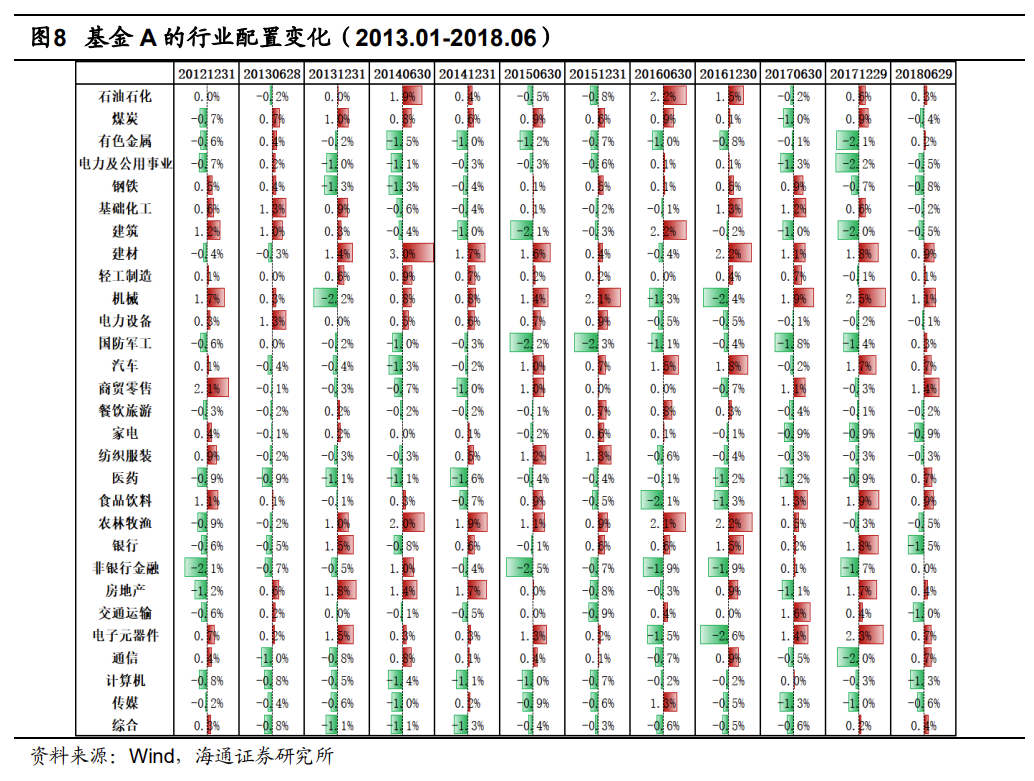 图8 基金 A 的行业配置变化（2013.01-2018.06）
20121231 20130628 20131231 20140630 20141231 20150630 20151231 20160630 20161230 20170630 20171229 20180629
石油石化 0.0% -0.2% 0.0% 1.9% 0.4% -0.5% -0.8% 2.2% 1.5% -0.2% 0.6% 0.3%
煤炭 -0.7% 0.7% 1.0% 0.8% 0.6% 0.9% 0.6% 0.9% 0.1% -1.0% 0.9% -0.4%
有色金属 -0.6% 0.4% -0.2% -1.5% -1.0% -1.2% -0.7% -1.0% -0.8% -0.1% -2.1% 0.2%
电力及公用事业 -0.7% 0.2% -1.0% -1.1% -0.3% -0.3% -0.6% 0.1% 0.1% -1.3% -2.2% -0.5%
钢铁 0.5% 0.4% -1.3% -1.3% -0.4% 0.1% 0.5% 0.1% 0.5% 0.9% -0.7% -0.8%
基础化工 0.6% 1.3% 0.9% -0.6% -0.4% 0.1% -0.2% -0.1% 1.3% 1.2% 0.6% -0.2%
建筑 1.2% 1.0% 0.3% -0.4% -1.0% -2.1% -0.3% 2.2% -0.2% -1.0% -2.0% -0.5%
建材 -0.4% -0.3% 1.4% 3.0% 1.7% 1.6% 0.4% -0.4% 2.2% 1.1% 1.8% 0.9%
轻工制造 0.1% 0.0% 0.6% 0.9% 0.7% 0.2% 0.2% 0.0% 0.4% 0.7% -0.1% 0.1%
机械 1.7% 0.3% -2.2% 0.8% 0.8% 1.4% 2.1% -1.3% -2.4% 1.9% 2.5% 1.1%
电力设备 0.3% 1.3% 0.0% 0.5% 0.6% 0.7% 0.9% -0.5% -0.5% -0.1% -0.2% -0.1%
国防军工 -0.6% 0.0% -0.2% -1.0% -0.3% -2.2% -2.3% -1.1% -0.4% -1.8% -1.4% 0.3%
汽车 0.1% -0.4% -0.4% -1.3% -0.2% 1.0% 0.7% 1.5% 1.8% -0.2% 1.7% 0.7%
商贸零售 2.1% -0.1% -0.3% -0.7% -1.0% 1.0% 0.0% 0.0% -0.7% 1.1% -0.3% 1.4%
餐饮旅游 -0.3% -0.2% 0.2% -0.2% -0.2% -0.1% 0.7% 0.8% 0.3% -0.4% -0.1% -0.2%
家电 0.4% -0.1% 0.2% 0.0% 0.1% -0.2% 0.6% 0.1% -0.1% -0.9% -0.9% -0.9%
纺织服装 0.9% -0.2% -0.3% -0.3% 0.5% 1.2% 1.3% -0.6% -0.4% -0.3% -0.3% -0.3%
医药 -0.9% -0.9% -1.1% -1.1% -1.6% -0.4% -0.4% -0.1% -1.2% -1.2% -0.9% 0.7%
食品饮料 1.1% 0.1% -0.1% 0.3% -0.7% 0.9% -0.5% -2.1% -1.3% 1.3% 1.9% 0.9%
农林牧渔 -0.9% -0.2% 1.0% 2.0% 1.9% 1.1% 0.9% 2.1% 2.2% 0.5% -0.3% -0.5%
银行 -0.6% -0.5% 1.5% -0.8% 0.6% -0.1% 0.6% 0.6% 1.5% 0.2% 1.8% -1.5%
非银行金融 -2.1% -0.7% -0.5% 1.0% -0.4% -2.5% -0.7% -1.9% -1.9% 0.1% -1.7% 0.0%
房地产 -1.2% 0.6% 1.8% 1.4% 1.7% 0.0% -0.8% -0.3% 0.9% -1.1% 1.7% 0.4%
交通运输 -0.6% 0.2% 0.0% -0.1% -0.5% 0.0% -0.9% 0.4% 0.0% 1.6% 0.4% -1.0%
电子元器件 0.7% 0.2% 1.5% 0.3% 0.3% 1.3% 0.2% -1.5% -2.6% 1.4% 2.3% 0.7%
通信 0.4% -1.0% -0.8% 0.8% 0.1% 0.4% 0.1% -0.7% 0.9% -0.5% -2.0% 0.7%
计算机 -0.8% -0.8% -0.5% -1.4% -1.1% -1.0% -0.7% -0.2% -0.2% 0.0% -0.3% -1.3%
传媒 -0.2% -0.4% -0.6% -1.0% 0.2% -0.9% -0.6% 1.3% -0.5% -1.3% -1.0% -0.6%
综合 0.3% -0.8% -1.1% -1.1% -1.3% -0.4% -0.3% -0.6% -0.5% -0.6% 0.2% 0.4%
资料来源：Wind，海通证券研究所